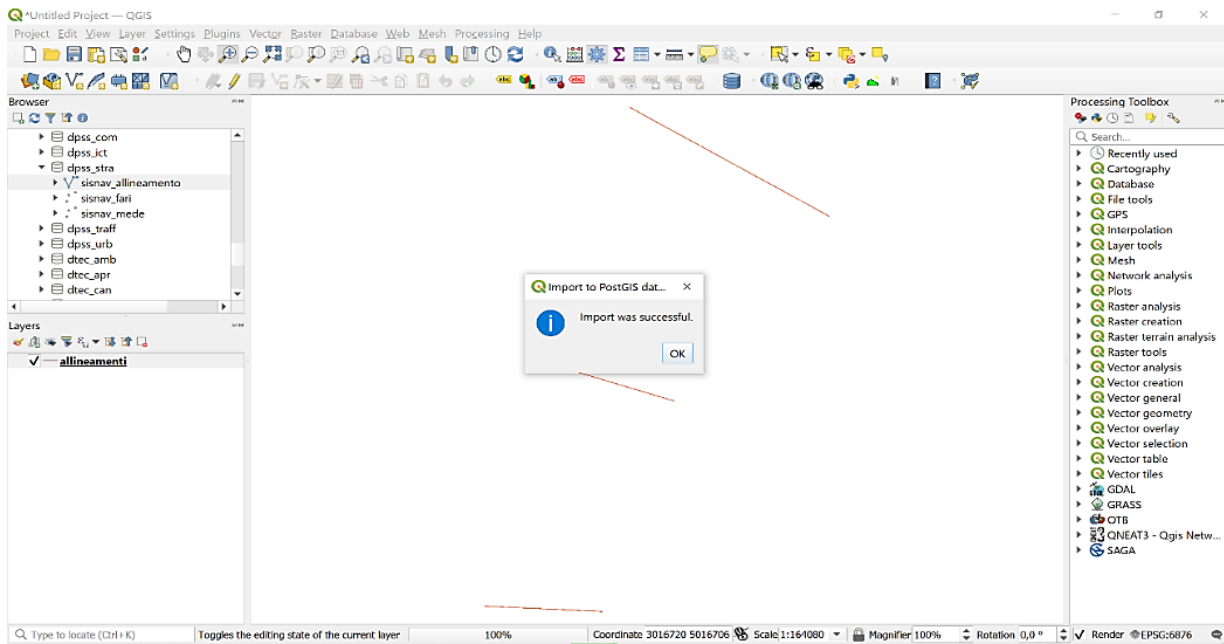 *Untitled Project — QGIS
Project Edit View Layer Settings Plugins Vector Raster Database Web Mesh Processing Help
Browser
dpss_com
dpss_ict
dpss_stra
sisnav_allineamento
sisnav_fari
sisnav_mede
dpss_traff
dpss_urb
dtec_amb
dtec_apr
dtec_can
Layers
allineamenti
Import to PostGIS dat...
Import was successful.
OK
Processing Toolbox
Search...
Recently used
Cartography
Database
File tools
GPS
Interpolation
Layer tools
Mesh
Network analysis
Plots
Raster analysis
Raster creation
Raster terrain analysis
Raster tools
Vector analysis
Vector creation
Vector general
Vector geometry
Vector overlay
Vector selection
Vector table
Vector tiles
GDAL
GRASS
OTB
QNEAT3 - Qgis Netw...
SAGA
Type to locate (Ctrl+K) Toggles the editing state of the current layer 100% Coordinate 3016720 5016706 Scale 1:164080 Magnifier 100% Rotation 0,0 ° Render EPSG:6876